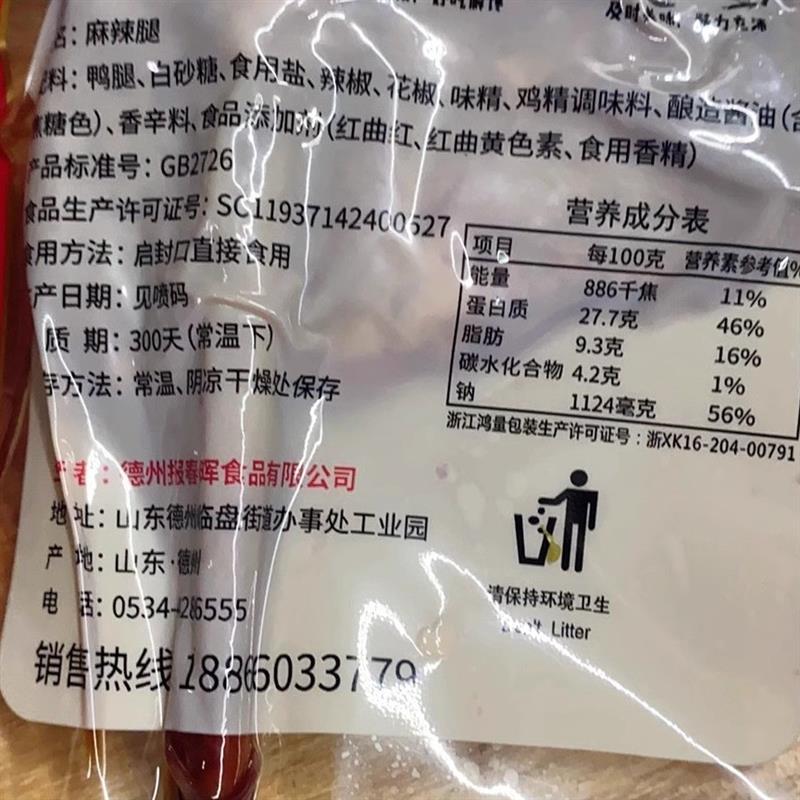 名：麻辣腿
料：鸭腿、白砂糖、食用盐、辣椒、花椒、味精、鸡精调味料、酿造酱油（含
焦糖色）、香辛料、食品添加剂（红曲红、红曲黄色素、食用香精）
产品标准号：GB2726
食品生产许可证号：SC11937142400527
食用方法：启封口直接食用
产日期：见喷码
质 期：300天（常温下）
方法：常温、阴凉干燥处保存
者：德州报春晖食品有限公司
地 址：山东德州临盘街道办事处工业园
产 地：山东·德州
电 话：0534-4286555
销售热线
营养成分表
项目 每100克 营养素参考值%
能量 886千焦 11%
蛋白质 27.7克 46%
脂肪 9.3克 16%
碳水化合物 4.2克 1%
钠 1124毫克 56%
浙江鸿量包装生产许可证号：浙XK16-204-00791
请保持环境卫生
Litter